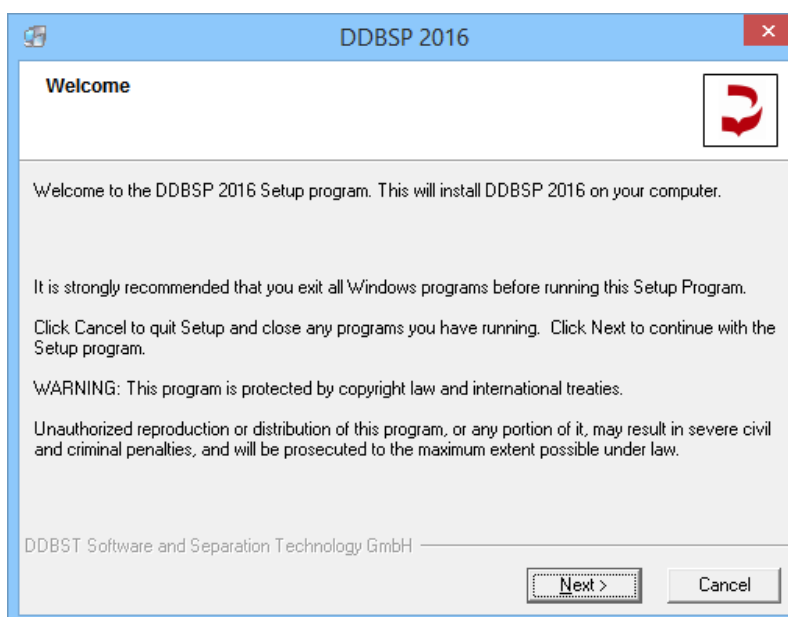 DDBSP 2016
Welcome
Welcome to the DDBSP 2016 Setup program. This will install DDBSP 2016 on your computer.
It is strongly recommended that you exit all Windows programs before running this Setup Program.
Click Cancel to quit Setup and close any programs you have running.  Click Next to continue with the
Setup program.
WARNING: This program is protected by copyright law and international treaties.
Unauthorized reproduction or distribution of this program, or any portion of it, may result in severe civil
and criminal penalties, and will be prosecuted to the maximum extent possible under law.
DDBST Software and Separation Technology GmbH
Next >
Cancel